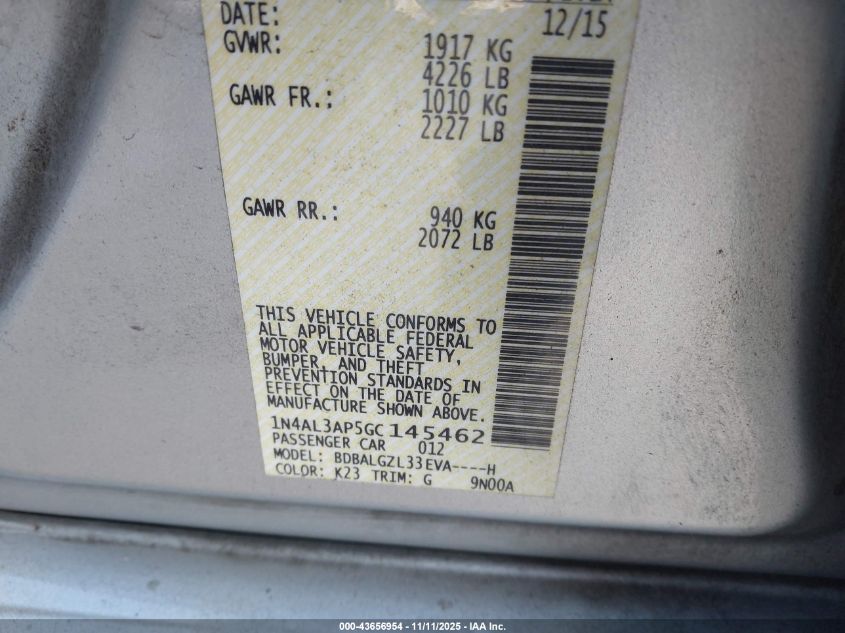 DATE: 12/15
GVWR: 1917 KG
4226 LB
GAWR FR.: 1010 KG
2227 LB
GAWR RR.: 940 KG
2072 LB
THIS VEHICLE CONFORMS TO
ALL APPLICABLE FEDERAL
MOTOR VEHICLE SAFETY,
BUMPER, AND THEFT
PREVENTION STANDARDS IN
EFFECT ON THE DATE OF
MANUFACTURE SHOWN ABOVE.
1N4AL3AP5GC145462
PASSENGER CAR 012
MODEL: BDBALGZL33EVA----H
COLOR: K23 TRIM: G 9N00A
000-43656954 - 11/11/2025 - IAA Inc.